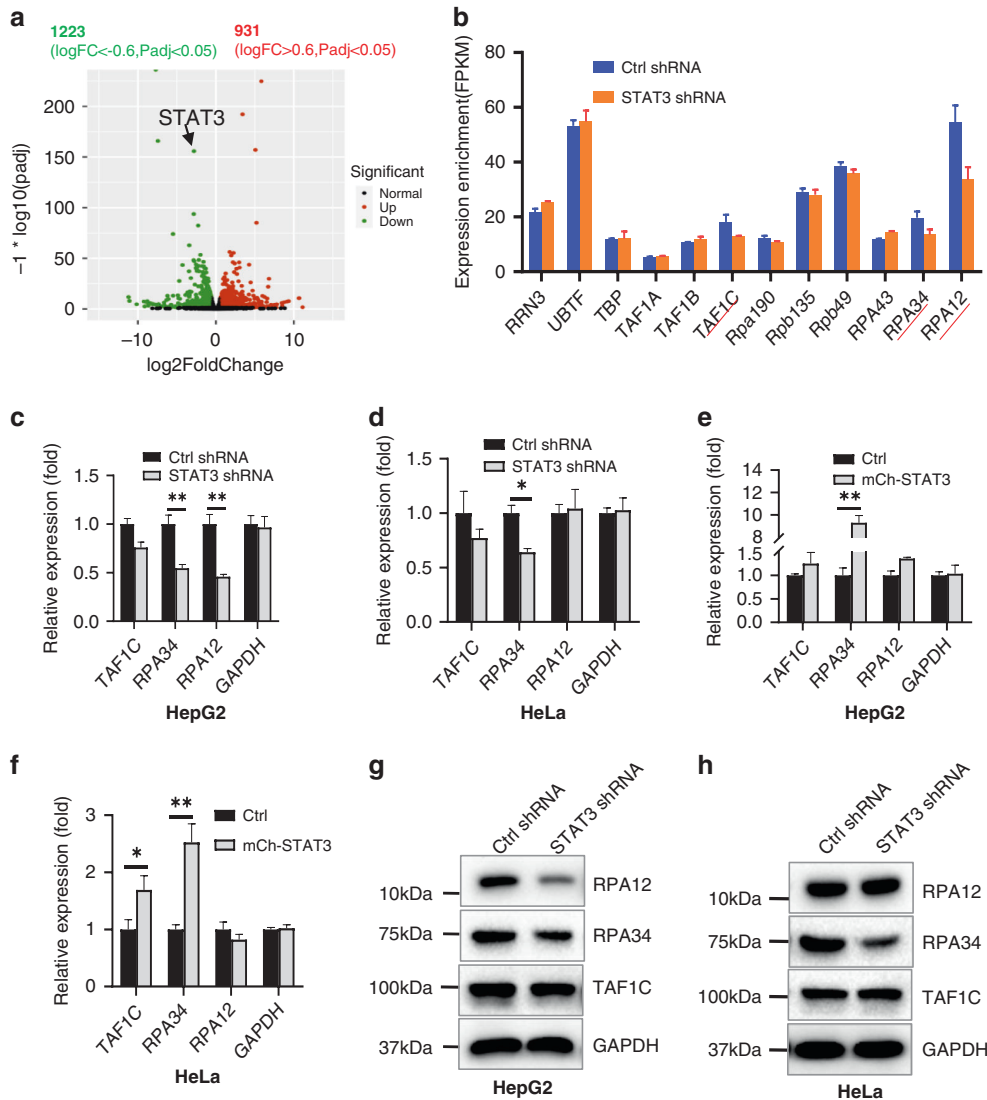 a
1223
(logFC<-0.6,Padj<0.05)
931
(logFC>0.6,Padj<0.05)
STAT3
−1 * log10(padj)
200
150
100
50
0
−10
0
10
log2FoldChange
Significant
Normal
Up
Down
b
Ctrl shRNA
STAT3 shRNA
Expression enrichment(FPKM)
80
60
40
20
0
RRN3
UBTF
TBP
TAF1A
TAF1B
TAF1C
Rpa190
Rpb135
Rpb49
RPA43
RPA34
RPA12
c
Ctrl shRNA
STAT3 shRNA
Relative expression (fold)
1.5
1.0
0.5
0.0
**
**
TAF1C
RPA34
RPA12
GAPDH
HepG2
d
Ctrl shRNA
STAT3 shRNA
Relative expression (fold)
1.5
1.0
0.5
0.0
*
TAF1C
RPA34
RPA12
GAPDH
HeLa
e
Ctrl
mCh-STAT3
Relative expression (fold)
14
12
10
8
1.5
1.0
0.5
0.0
**
TAF1C
RPA34
RPA12
GAPDH
HepG2
f
Ctrl
mCh-STAT3
Relative expression (fold)
3
2
1
0
*
**
TAF1C
RPA34
RPA12
GAPDH
HeLa
g
Ctrl shRNA
STAT3 shRNA
10kDa
RPA12
75kDa
RPA34
100kDa
TAF1C
37kDa
GAPDH
HepG2
h
Ctrl shRNA
STAT3 shRNA
10kDa
RPA12
75kDa
RPA34
100kDa
TAF1C
37kDa
GAPDH
HeLa